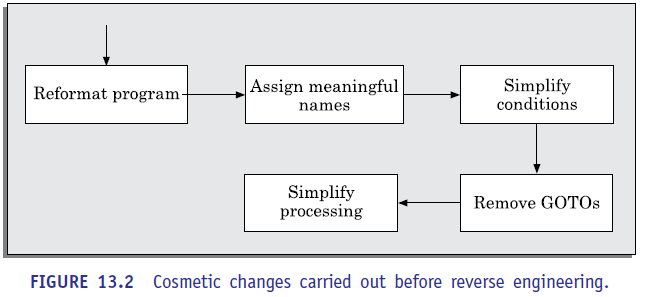 Reformat program
Assign meaningful
names
Simplify
conditions
Remove GOTOs
Simplify
processing
FIGURE 13.2 Cosmetic changes carried out before reverse engineering.